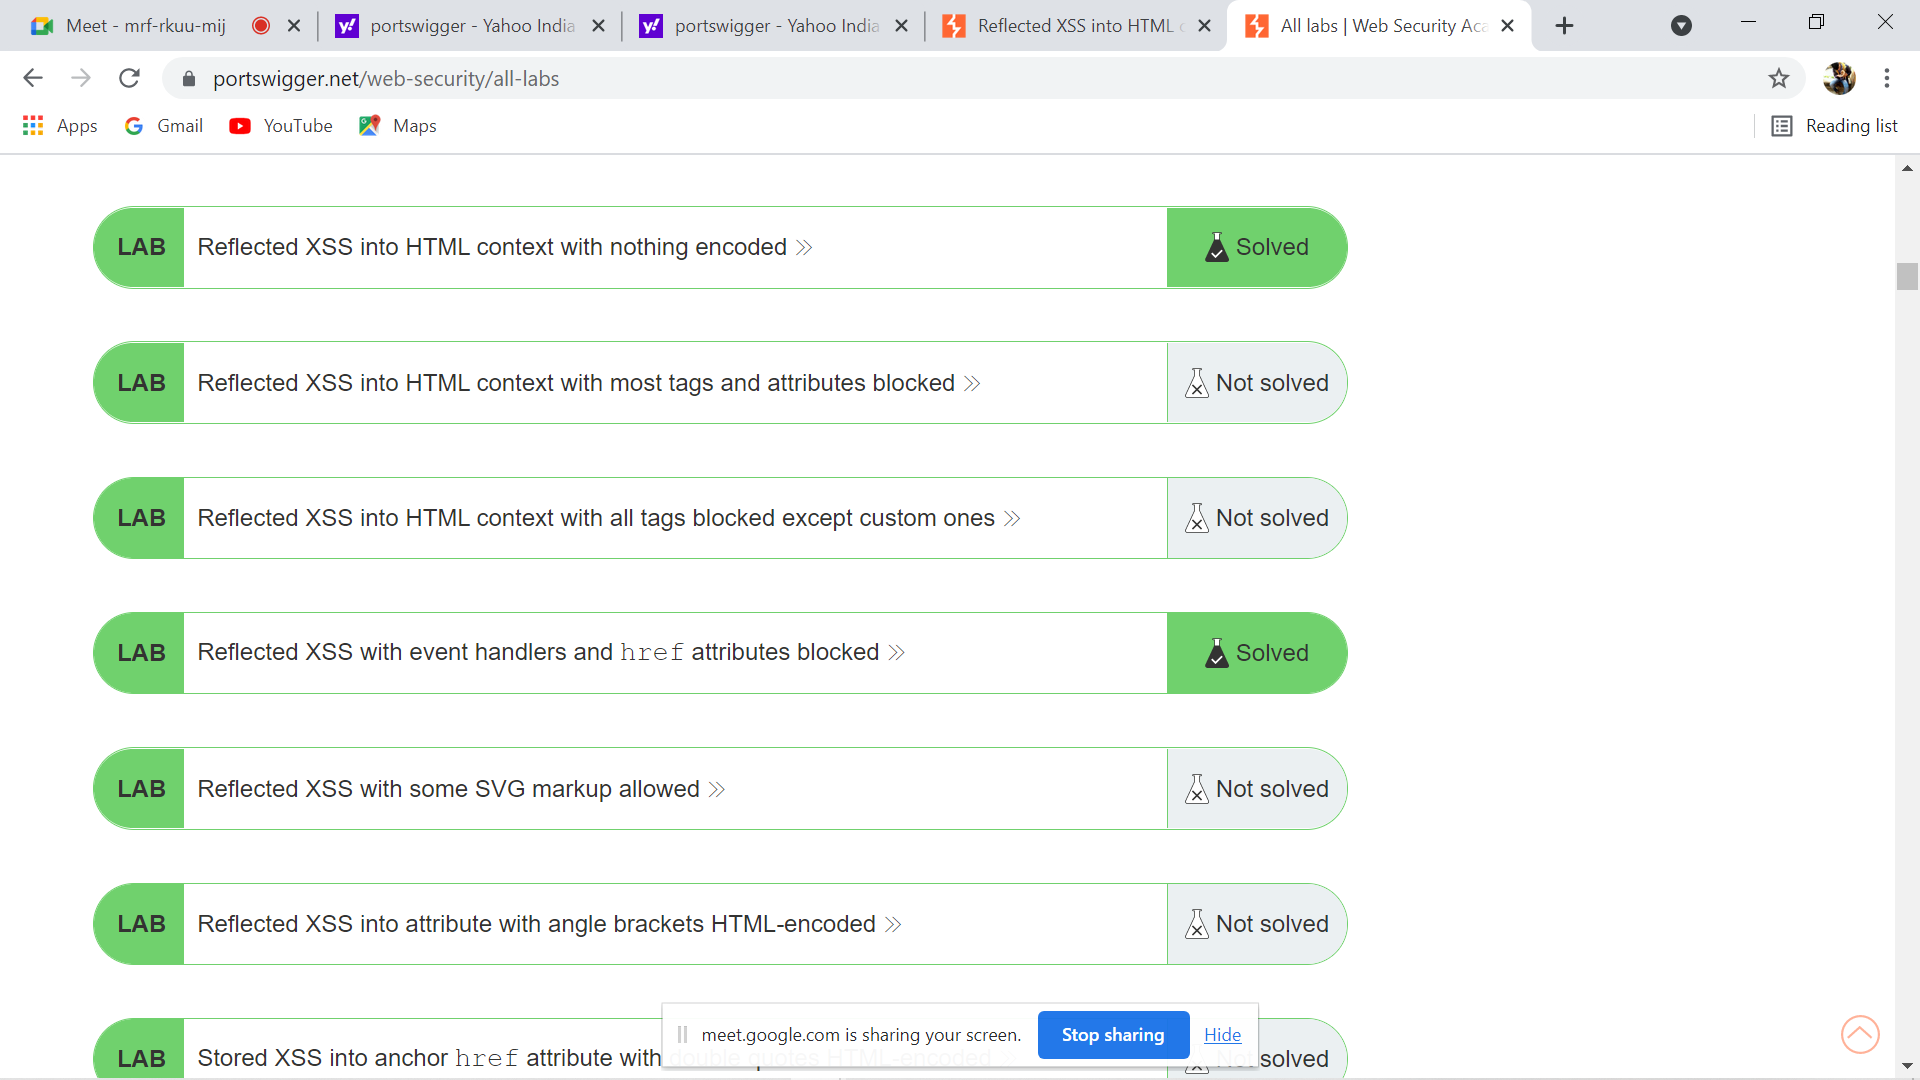 Meet - mrf-rkuu-mij
portswigger - Yahoo India
portswigger - Yahoo India
Reflected XSS into HTML c
All labs | Web Security Aca
portswigger.net/web-security/all-labs
Apps
Gmail
YouTube
Maps
Reading list
LAB Reflected XSS into HTML context with nothing encoded Solved
LAB Reflected XSS into HTML context with most tags and attributes blocked Not solved
LAB Reflected XSS into HTML context with all tags blocked except custom ones Not solved
LAB Reflected XSS with event handlers and href attributes blocked Solved
LAB Reflected XSS with some SVG markup allowed Not solved
LAB Reflected XSS into attribute with angle brackets HTML-encoded Not solved
LAB Stored XSS into anchor href attribute with double quotes HTML-encoded Not solved
meet.google.com is sharing your screen. Stop sharing Hide